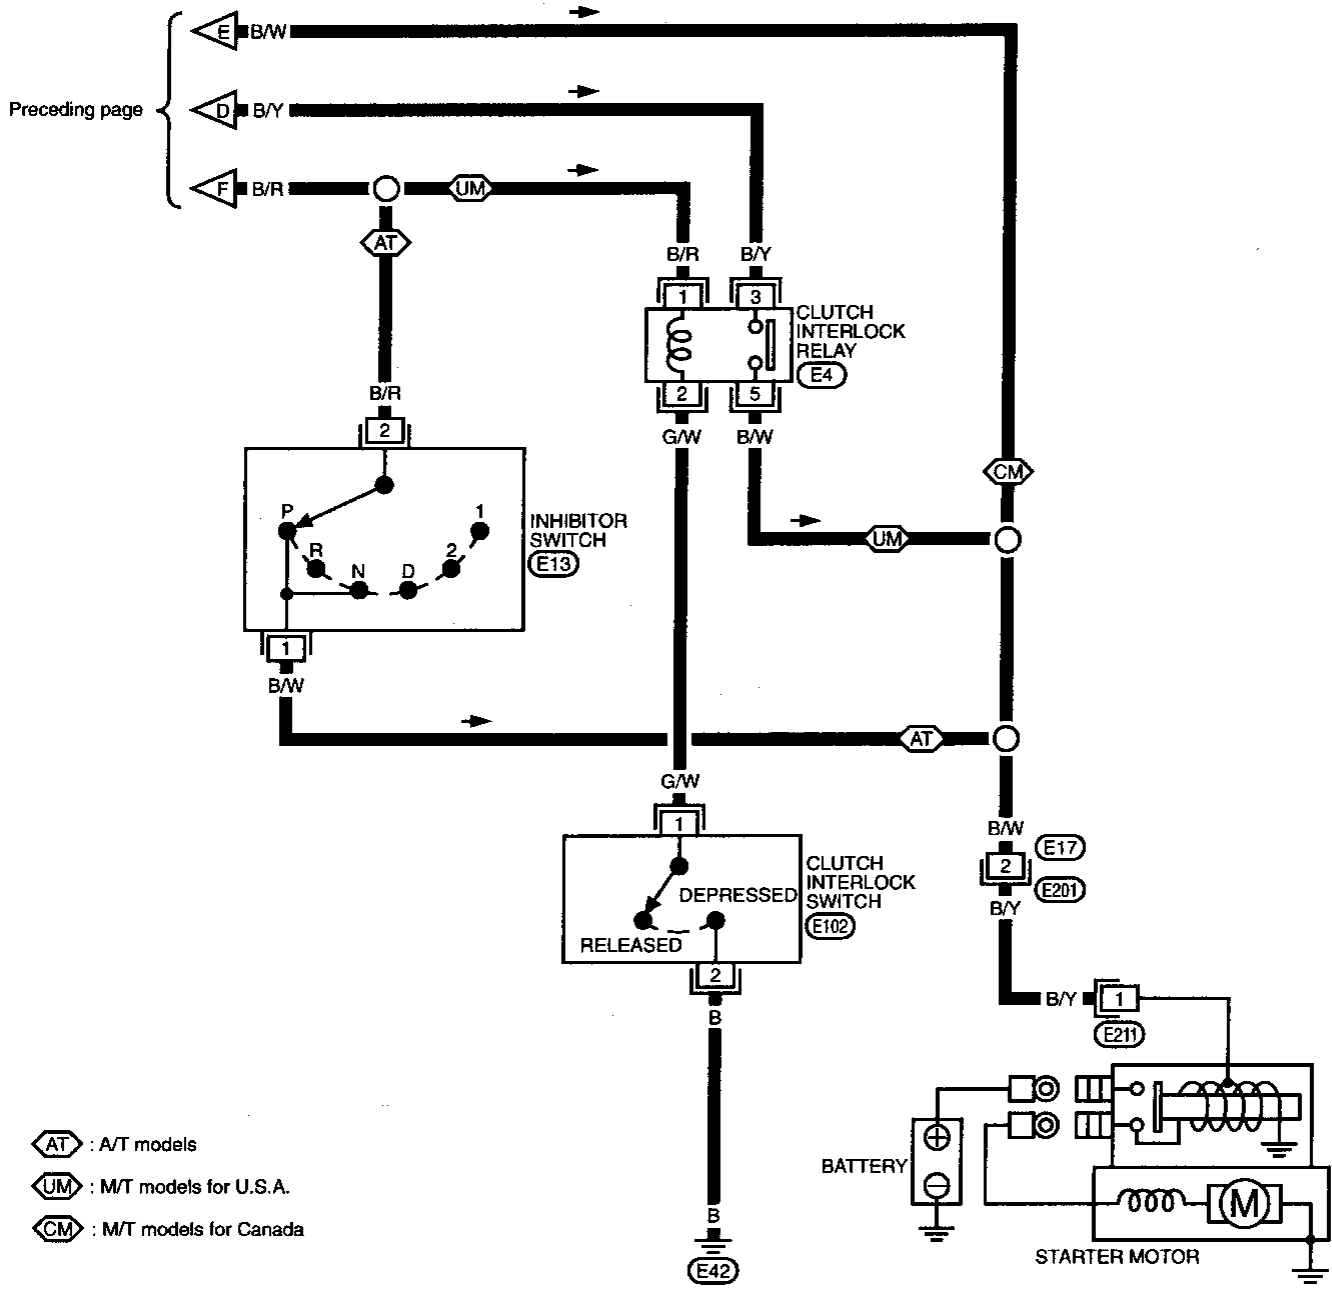 E B/W
Preceding page
D B/Y
F B/R
UM
AT
B/R B/Y
1 3
CLUTCH
INTERLOCK
RELAY
E4
2 5
B/R
G/W B/W
2
CM
P 1
INHIBITOR
SWITCH
E13
R 2
N D
UM
1
B/W
AT
G/W
1
B/W
E17
2
E201
B/Y
CLUTCH
INTERLOCK
SWITCH
E102
DEPRESSED
RELEASED
2
B
B/Y 1
E211
BATTERY
M
STARTER MOTOR
B
E42
AT : A/T models
UM : M/T models for U.S.A.
CM : M/T models for Canada